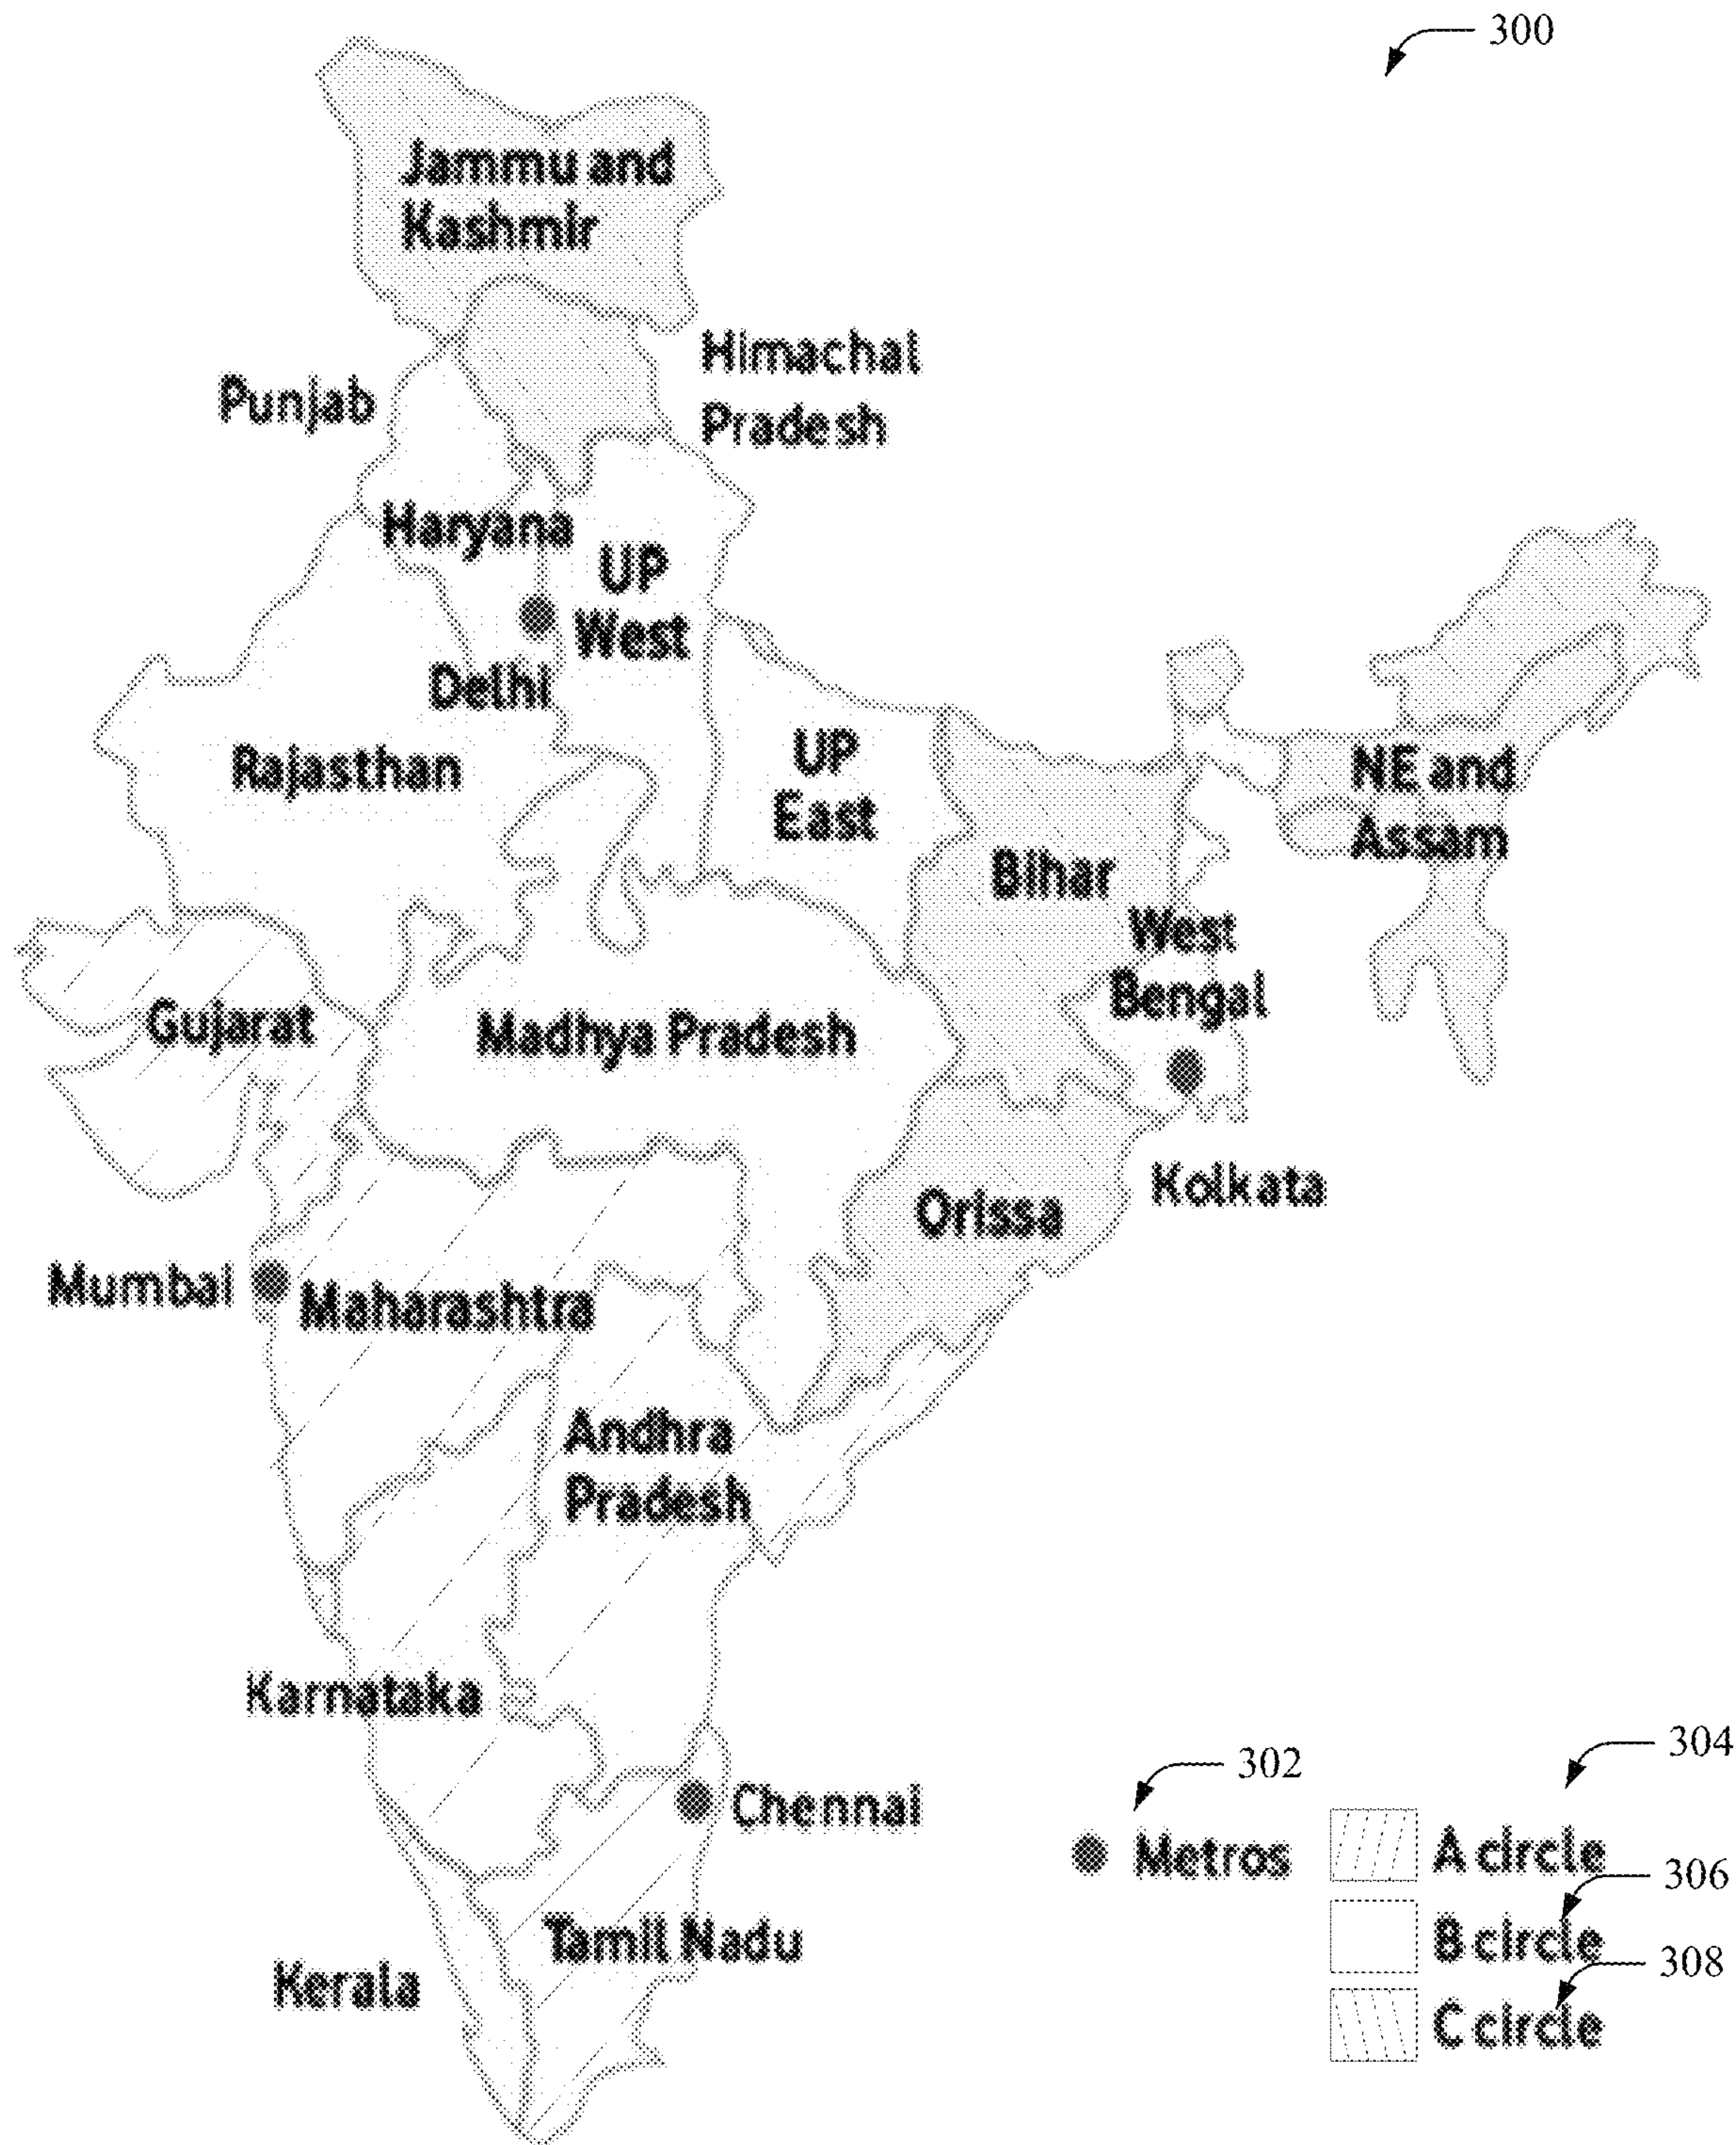 300
Jammu and
Kashmir
Himachal
Pradesh
Punjab
Haryana
UP
West
Delhi
Rajasthan
UP
East
NE and
Assam
Bihar
West
Bengal
Gujarat
Madhya Pradesh
Kolkata
Orissa
Mumbai
Maharashtra
Andhra
Pradesh
Karnataka
Chennai
Tamil Nadu
Kerala
302
Metros
304
A circle
306
B circle
308
C circle